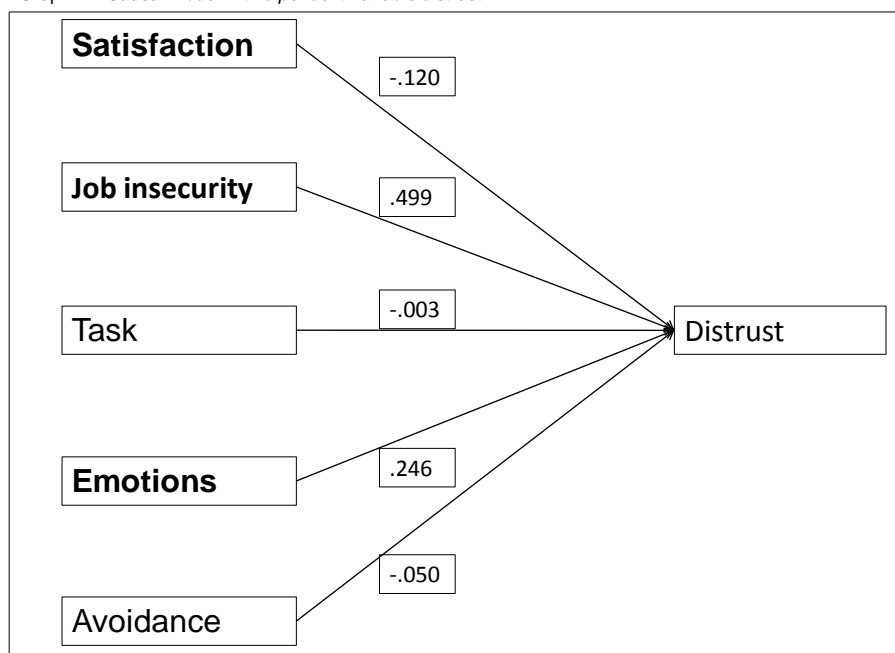 Satisfaction
-.120
Job insecurity
.499
Task
-.003
Distrust
Emotions
.246
-.050
Avoidance